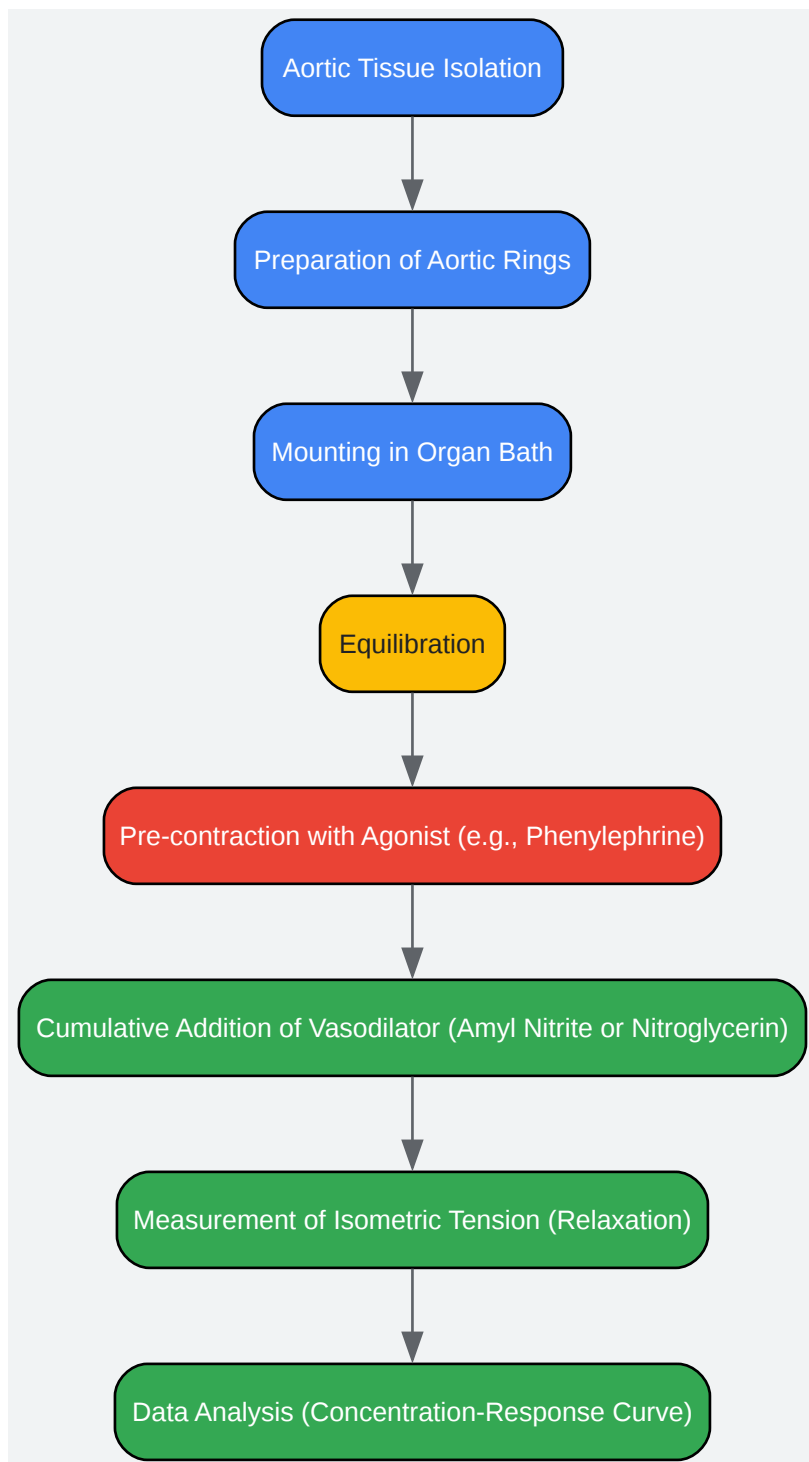 Aortic Tissue Isolation
Preparation of Aortic Rings
Mounting in Organ Bath
Equilibration
Pre-contraction with Agonist (e.g., Phenylephrine)
Cumulative Addition of Vasodilator (Amyl Nitrite or Nitroglycerin)
Measurement of Isometric Tension (Relaxation)
Data Analysis (Concentration-Response Curve)